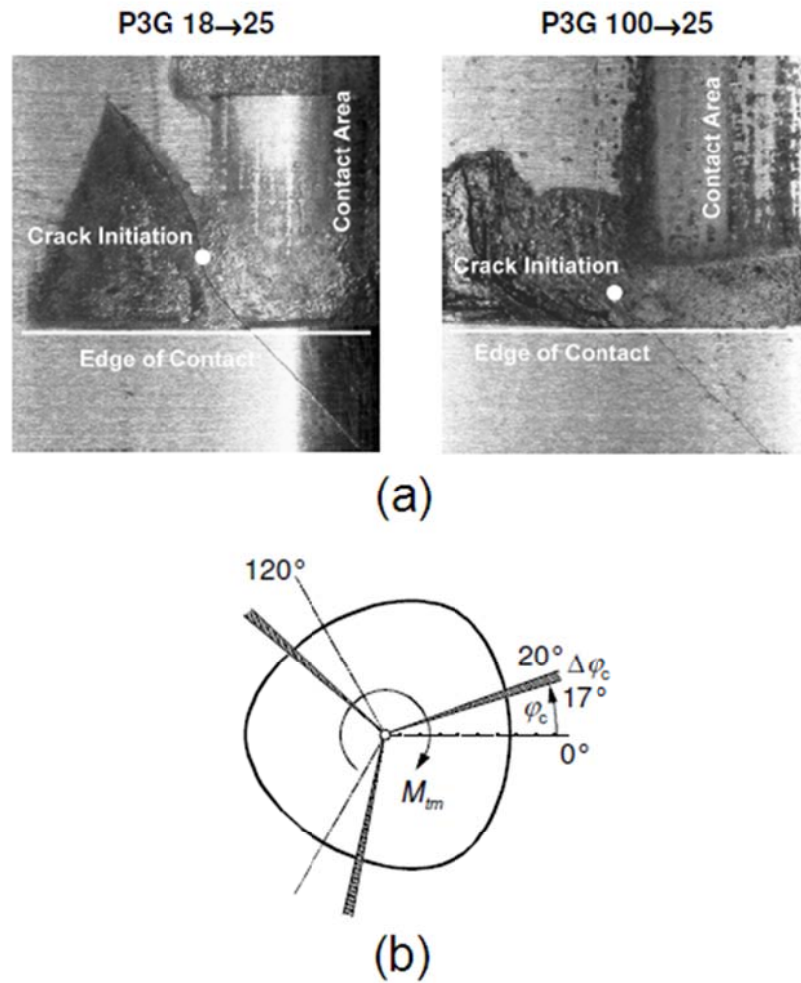 P3G 18→25
P3G 100→25
Contact Area
Crack Initiation
Edge of Contact
Contact Area
Crack Initiation
Edge of Contact
(a)
120°
20° Δφc
17°
φc
0°
Mtm
(b)